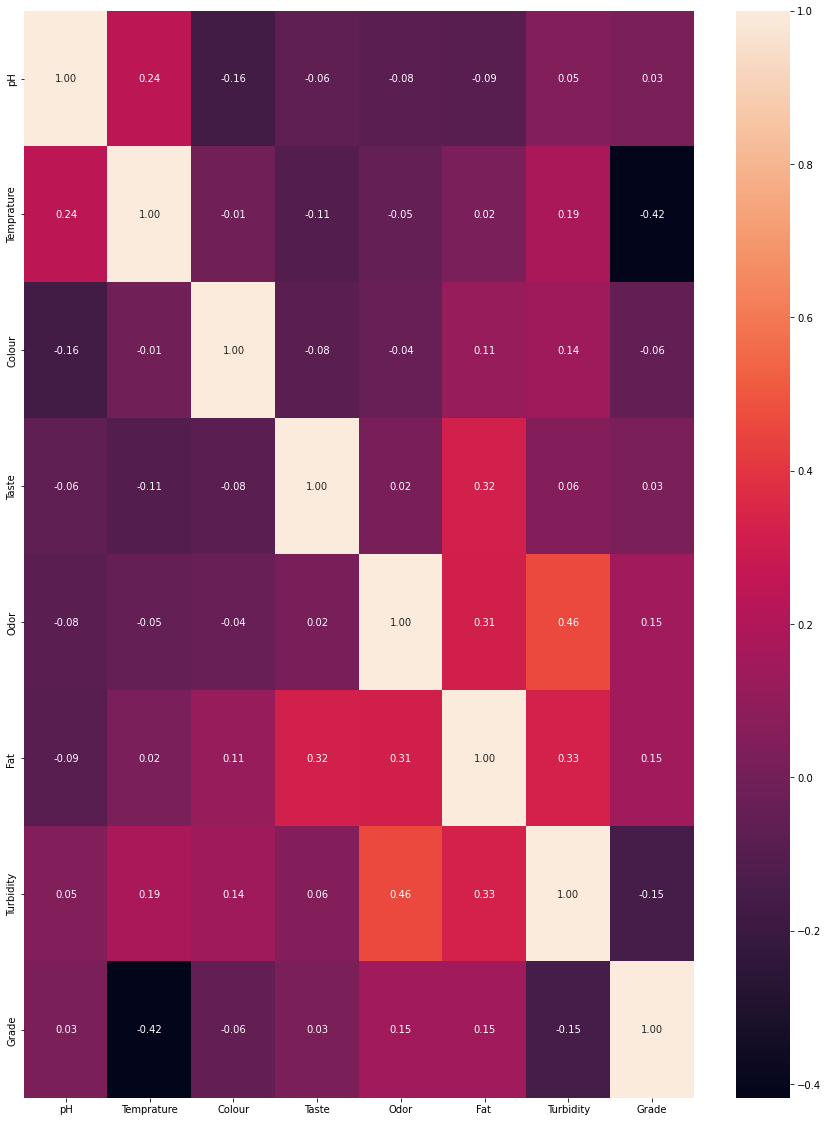 pH 1.00 0.24 -0.16 -0.06 -0.08 -0.09 0.05 0.03
Temprature 0.24 1.00 -0.01 -0.11 -0.05 0.02 0.19 -0.42
Colour -0.16 -0.01 1.00 -0.08 -0.04 0.11 0.14 -0.06
Taste -0.06 -0.11 -0.08 1.00 0.02 0.32 0.06 0.03
Odor -0.08 -0.05 -0.04 0.02 1.00 0.31 0.46 0.15
Fat -0.09 0.02 0.11 0.32 0.31 1.00 0.33 0.15
Turbidity 0.05 0.19 0.14 0.06 0.46 0.33 1.00 -0.15
Grade 0.03 -0.42 -0.06 0.03 0.15 0.15 -0.15 1.00
pH Temprature Colour Taste Odor Fat Turbidity Grade
1.0
0.8
0.6
0.4
0.2
0.0
−0.2
−0.4